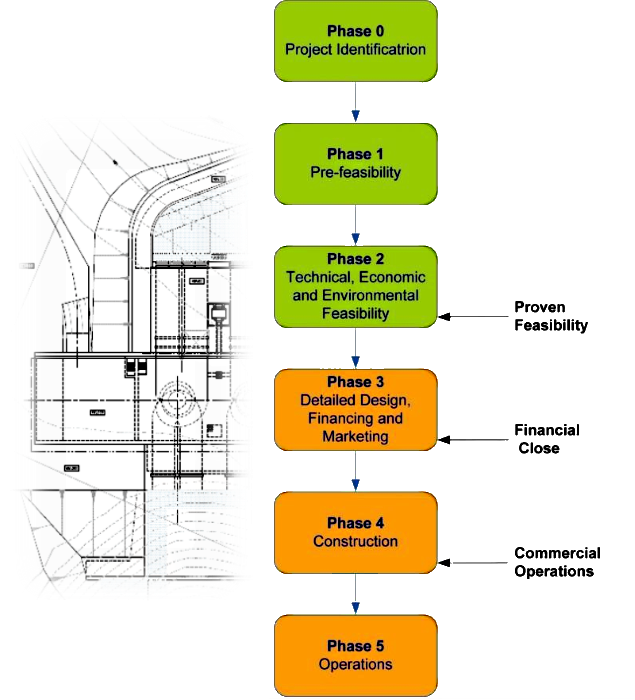 Phase 0
Project Identificatrion
Phase 1
Pre-feasibility
Phase 2
Technical, Economic
and Environmental
Feasibility
Proven
Feasibility
Phase 3
Detailed Design,
Financing and
Marketing
Financial
Close
Phase 4
Construction
Commercial
Operations
Phase 5
Operations